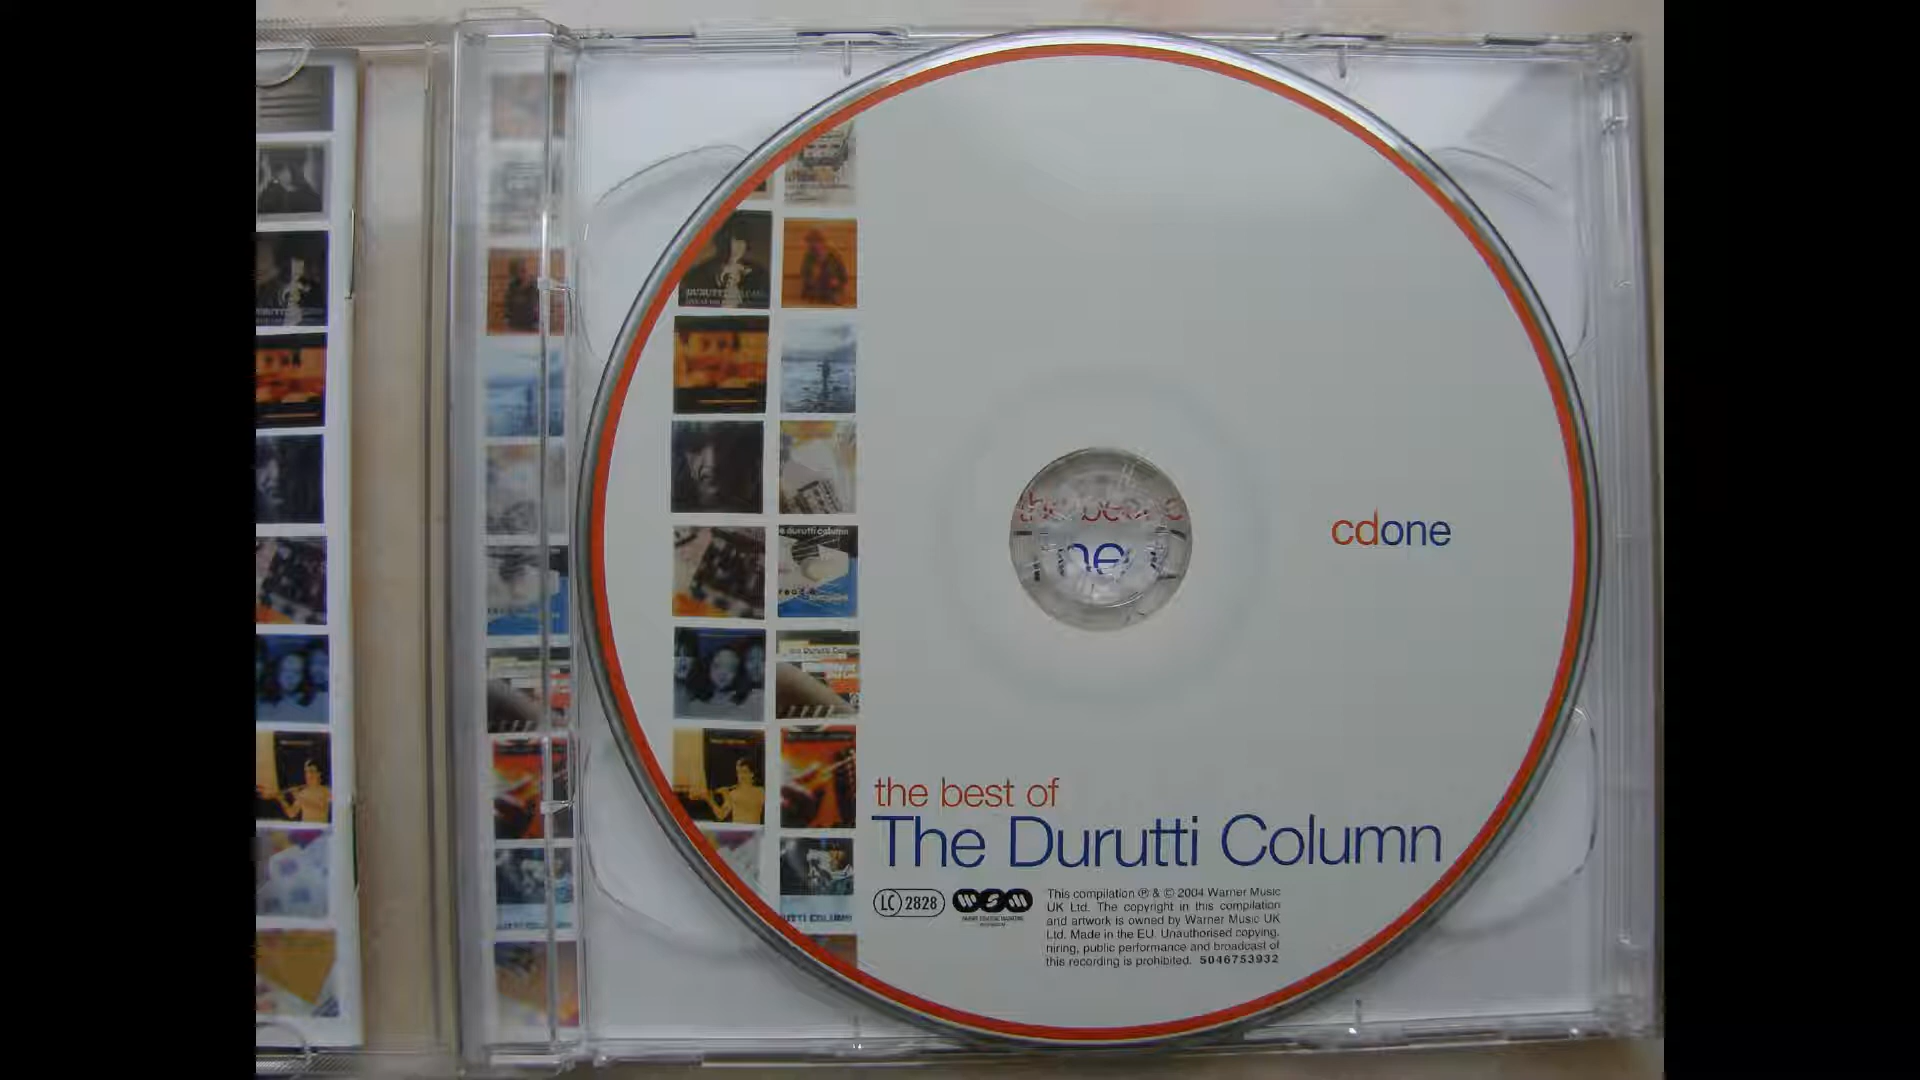 e durutti column
cdone
the best of
The Durutti Column
LC 2828
This compilation ℗ & © 2004 Warner Music
UK Ltd. The copyright in this compilation
and artwork is owned by Warner Music UK
Ltd. Made in the EU. Unauthorised copying,
hiring, public performance and broadcast of
this recording is prohibited. 5046753932